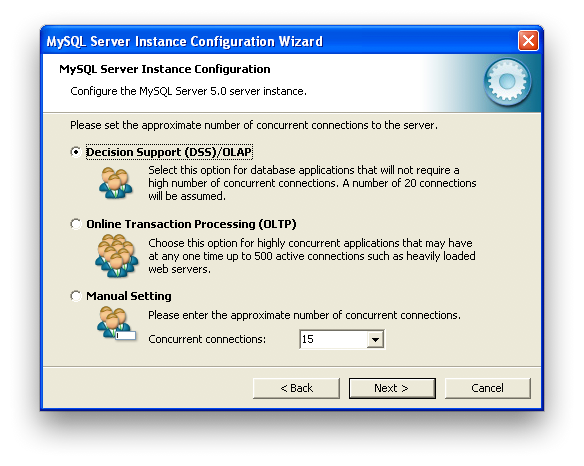 MySQL Server Instance Configuration Wizard
MySQL Server Instance Configuration
Configure the MySQL Server 5.0 server instance.
Please set the approximate number of concurrent connections to the server.
Decision Support (DSS)/OLAP
Select this option for database applications that will not require a
high number of concurrent connections. A number of 20 connections
will be assumed.
Online Transaction Processing (OLTP)
Choose this option for highly concurrent applications that may have
at any one time up to 500 active connections such as heavily loaded
web servers.
Manual Setting
Please enter the approximate number of concurrent connections.
Concurrent connections: 15
< Back Next > Cancel